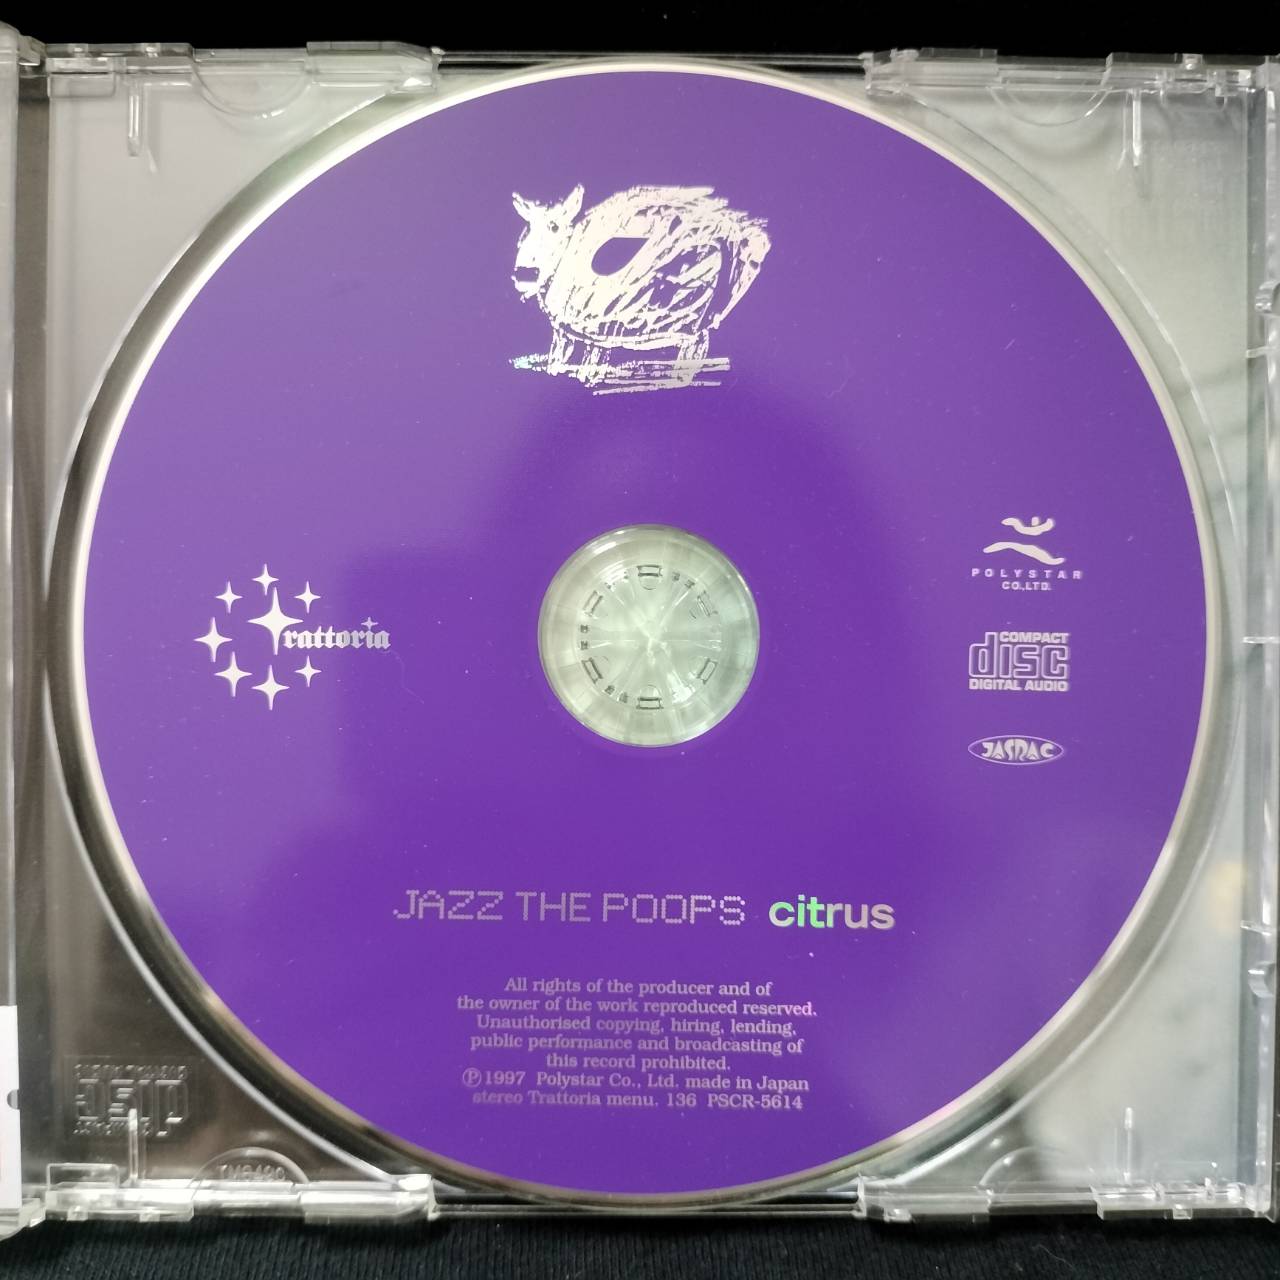 Trattoria
POLYSTAR
CO.,LTD.
COMPACT
disc
DIGITAL AUDIO
JASRAC
JAZZ THE POOPS citrus
All rights of the producer and of
the owner of the work reproduced reserved.
Unauthorised copying, hiring, lending,
public performance and broadcasting of
this record prohibited.
Ⓟ1997 Polystar Co., Ltd. made in Japan
stereo Trattoria menu. 136 PSCR-5614